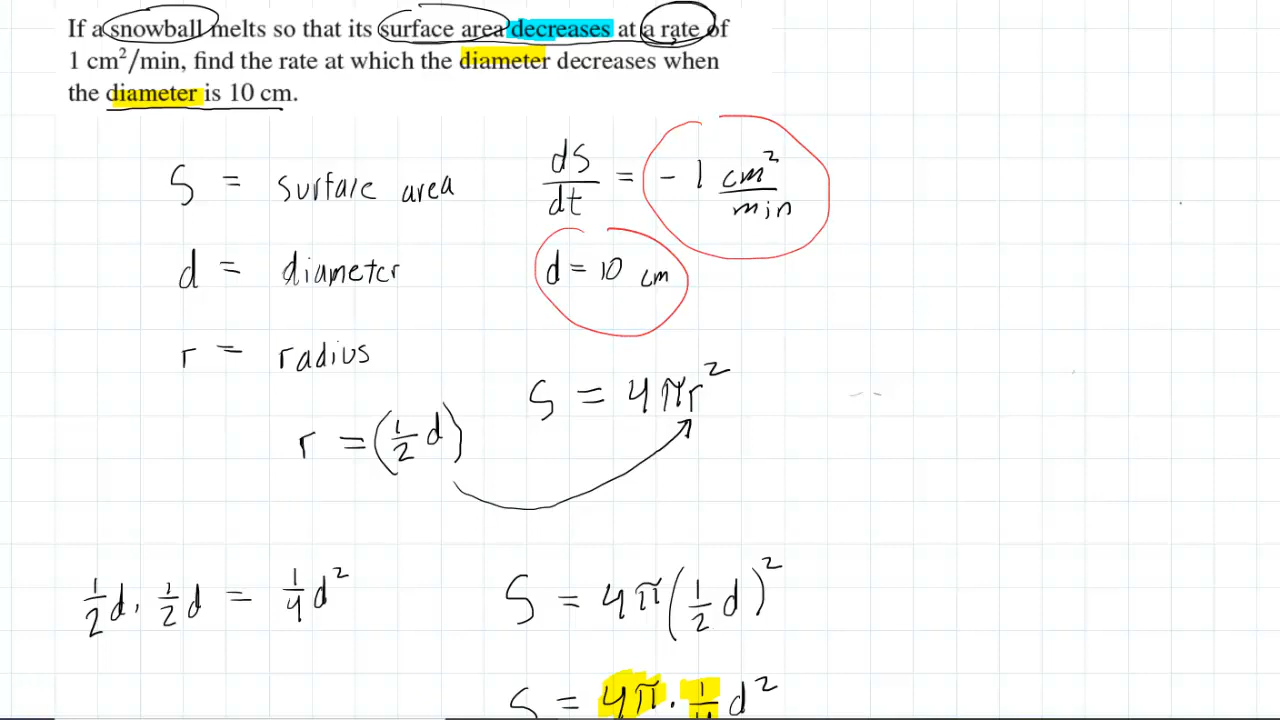 If a snowball melts so that its surface area decreases at a rate of
1 cm²/min, find the rate at which the diameter decreases when
the diameter is 10 cm.
S = surface area
dS/dt = -1 cm²/min
d = diameter
d = 10 cm
r = radius
S = 4πr²
r = (1/2 d)
1/2 d . 1/2 d = 1/4 d²
S = 4π(1/2 d)²
S = 4π . 1/4 d²